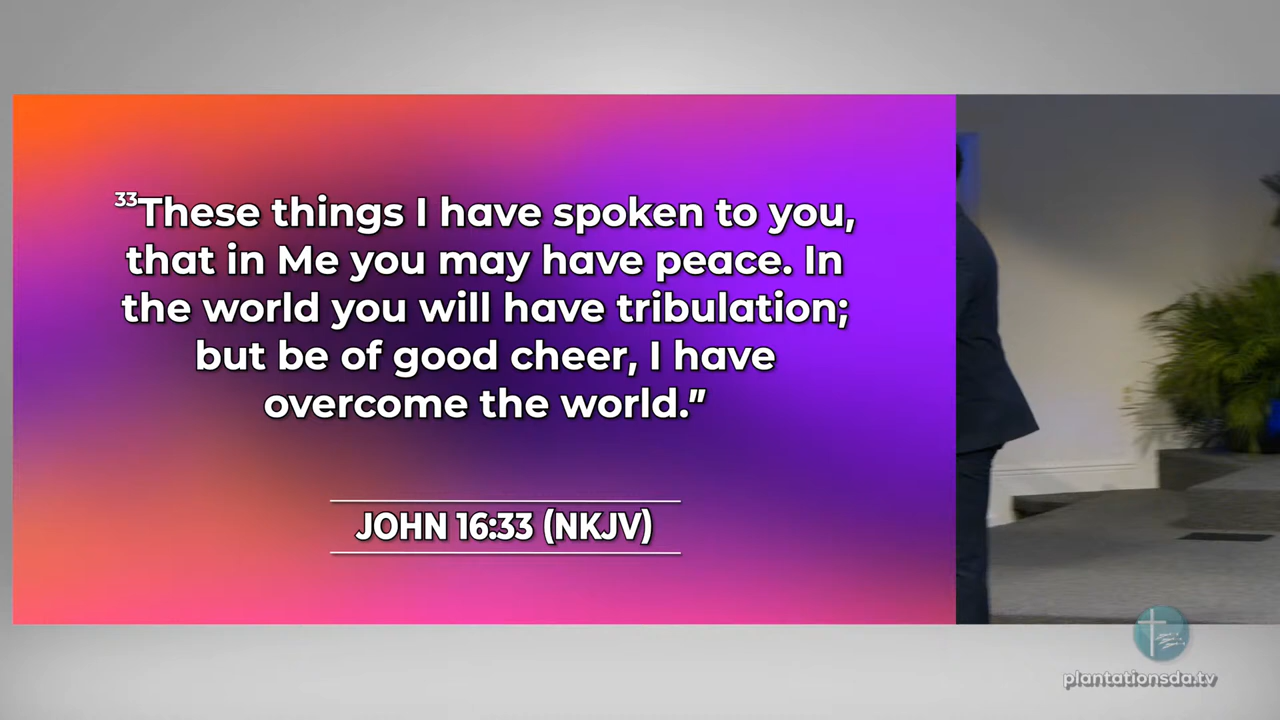 ³³These things I have spoken to you,
that in Me you may have peace. In
the world you will have tribulation;
but be of good cheer, I have
overcome the world.”
JOHN 16:33 (NKJV)
plantationsda.tv